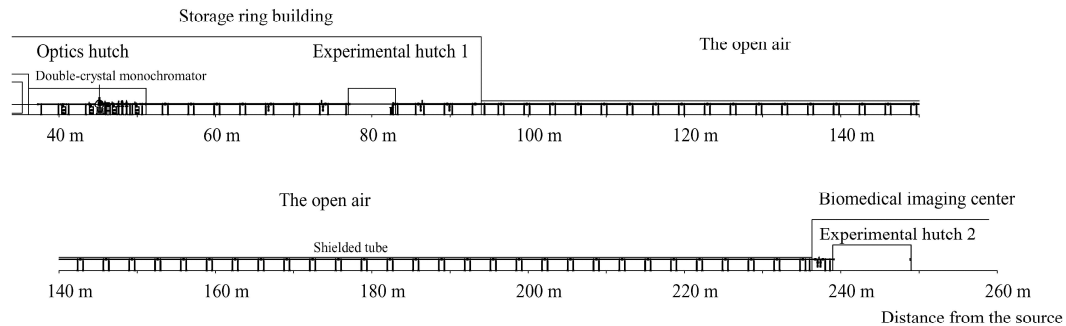 Storage ring building
The open air
Optics hutch
Experimental hutch 1
Double-crystal monochromator
40 m 60 m 80 m 100 m 120 m 140 m
The open air
Biomedical imaging center
Experimental hutch 2
Shielded tube
140 m 160 m 182 m 200 m 220 m 240 m 260 m
Distance from the source